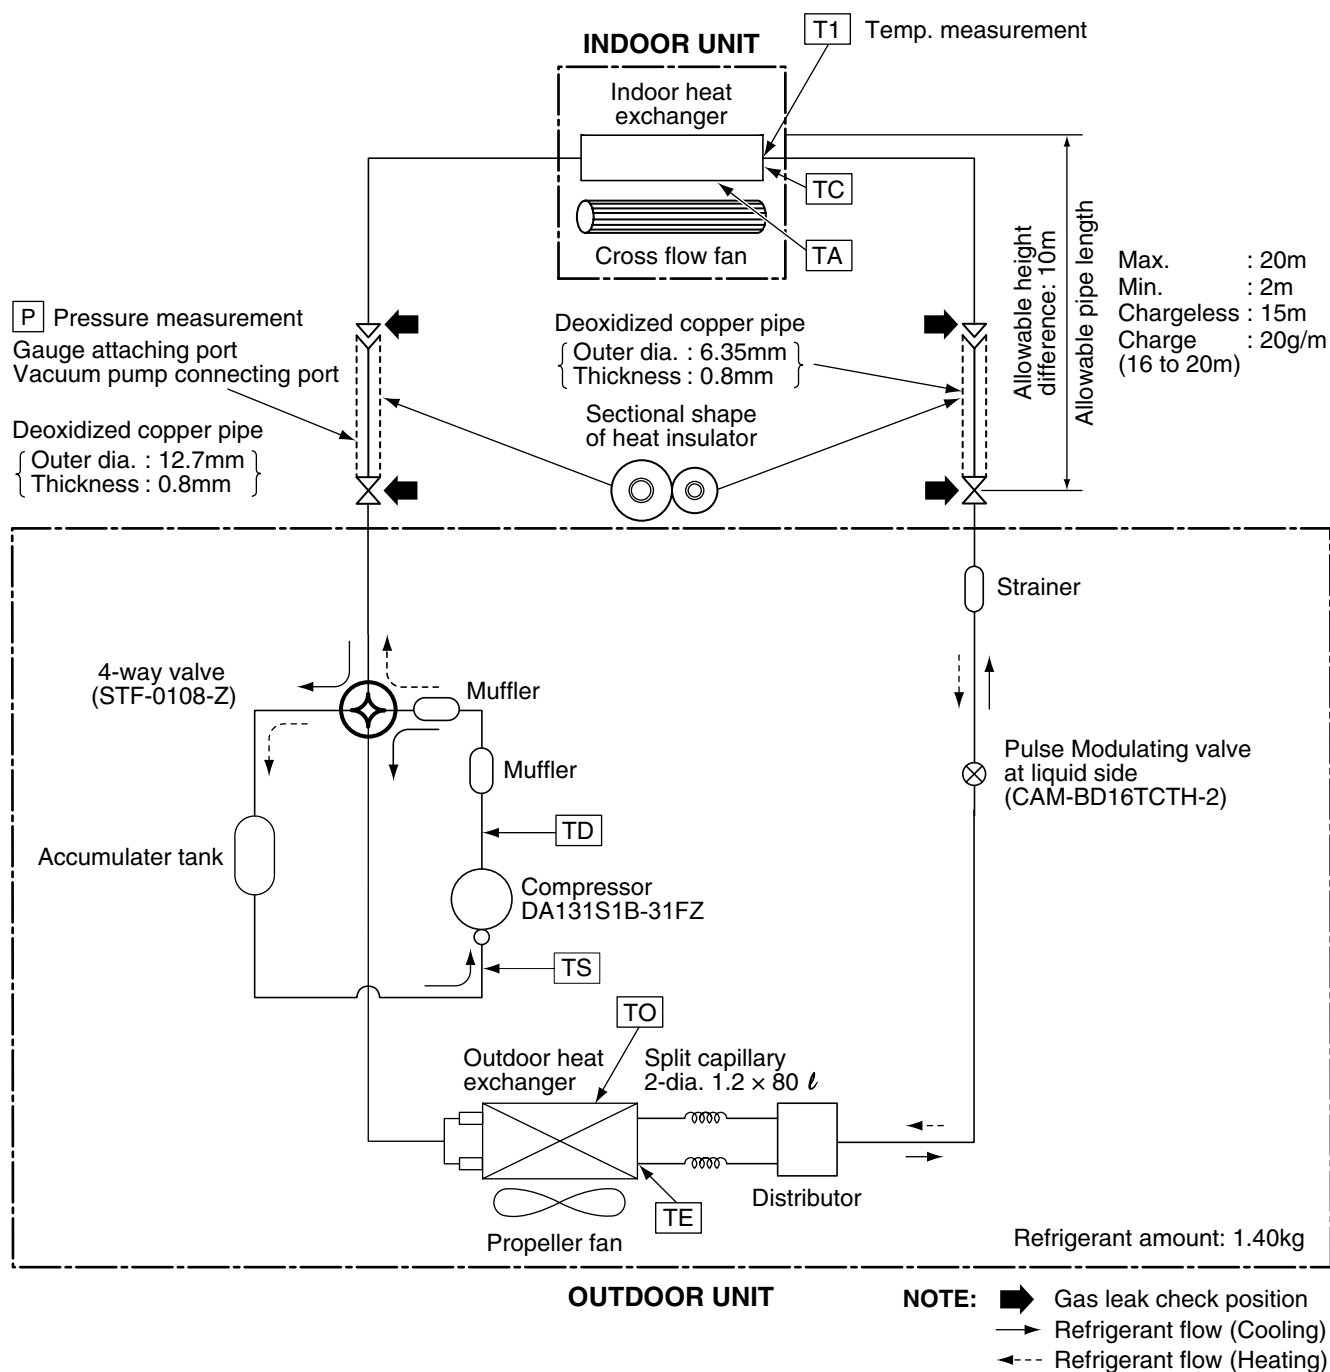 T1 Temp. measurement
INDOOR UNIT
Indoor heat
exchanger
TC
Cross flow fan
TA
Allowable height
difference: 10m
Allowable pipe length
Max. : 20m
Min. : 2m
Chargeless : 15m
Charge : 20g/m
(16 to 20m)
P Pressure measurement
Gauge attaching port
Vacuum pump connecting port
Deoxidized copper pipe
Outer dia. : 12.7mm
Thickness : 0.8mm
Deoxidized copper pipe
Outer dia. : 6.35mm
Thickness : 0.8mm
Sectional shape
of heat insulator
Strainer
4-way valve
(STF-0108-Z)
Muffler
Muffler
Pulse Modulating valve
at liquid side
(CAM-BD16TCTH-2)
TD
Accumulater tank
Compressor
DA131S1B-31FZ
TS
TO
Outdoor heat
exchanger
Split capillary
2-dia. 1.2 × 80 ℓ
TE
Distributor
Propeller fan
Refrigerant amount: 1.40kg
OUTDOOR UNIT
NOTE: Gas leak check position
Refrigerant flow (Cooling)
Refrigerant flow (Heating)